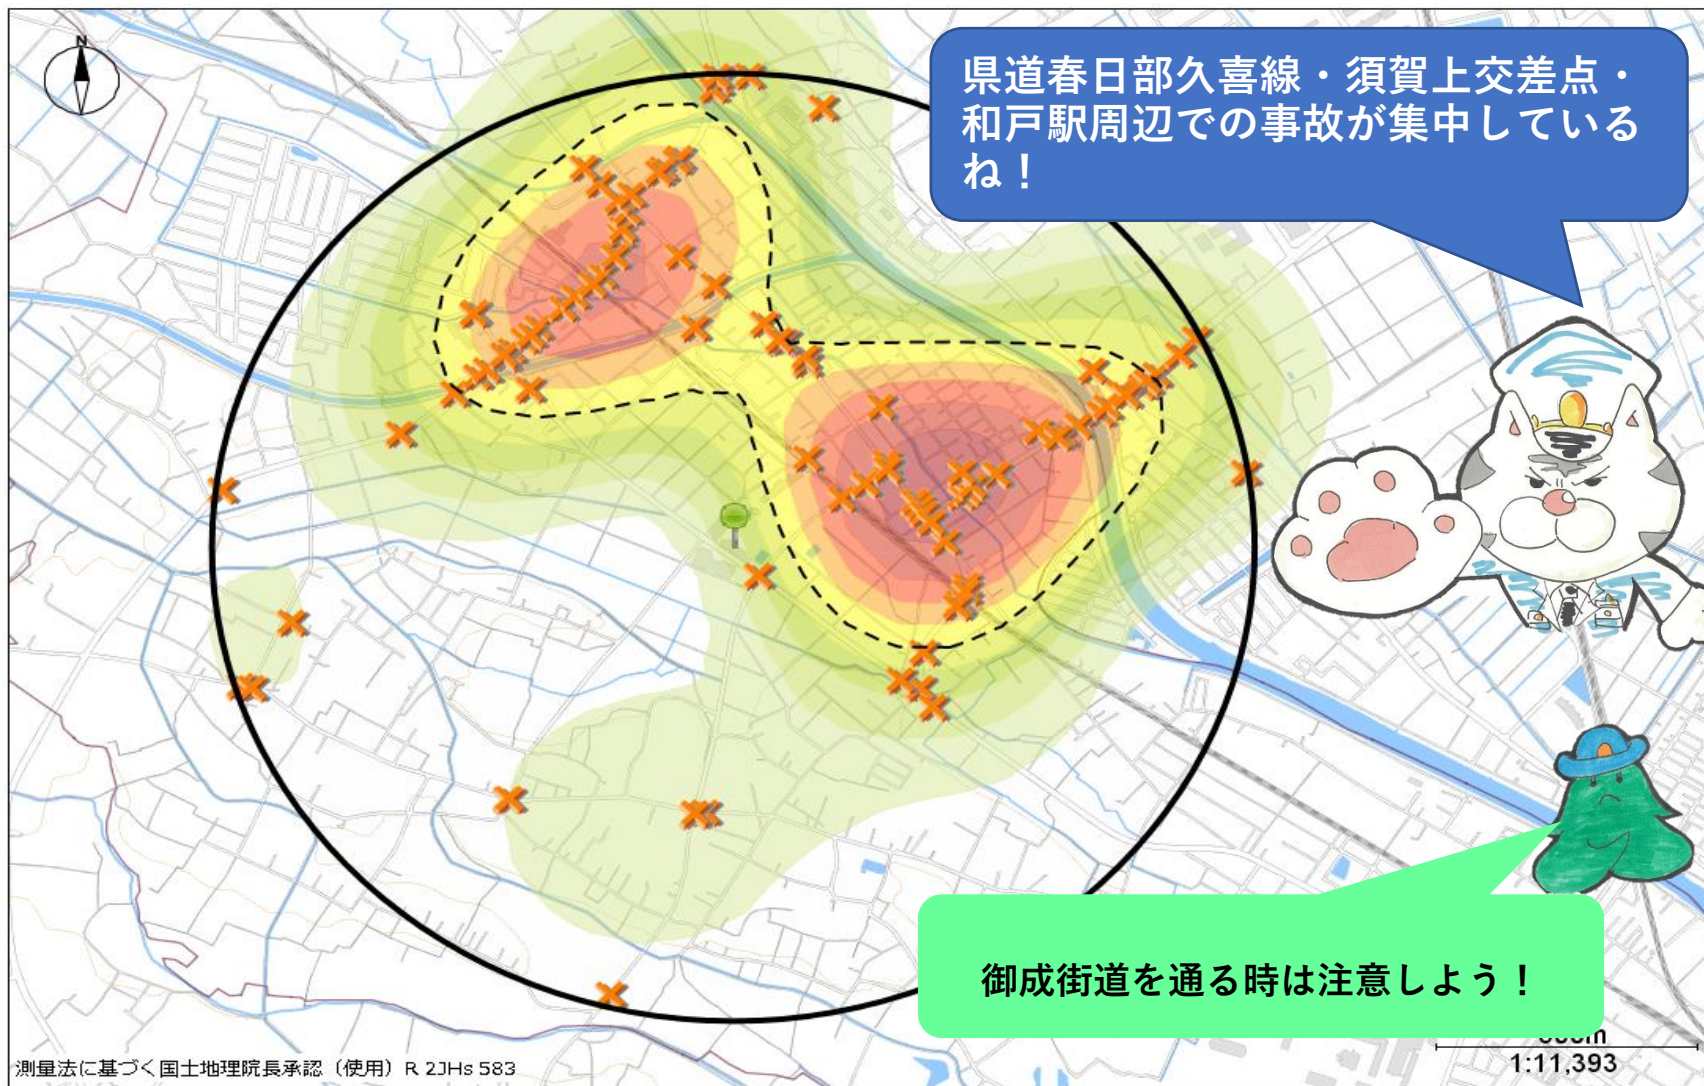 N
県道春日部久喜線・須賀上交差点・
和戸駅周辺での事故が集中している
ね！
御成街道を通る時は注意しよう！
1:11,393
測量法に基づく国土地理院長承認（使用）R 2JHs 583